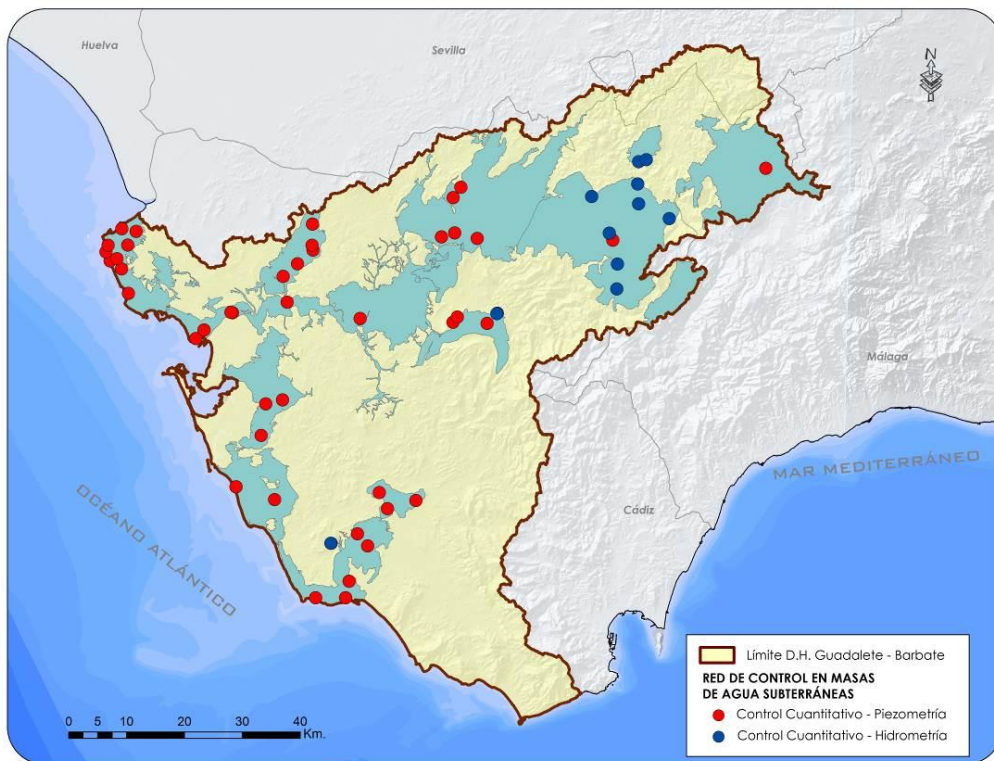 Huelva
Sevilla
N
Málaga
MAR MEDITERRÁNEO
Cádiz
OCÉANO ATLÁNTICO
Límite D.H. Guadalete - Barbate
RED DE CONTROL EN MASAS
DE AGUA SUBTERRÁNEAS
Control Cuantitativo - Piezometría
Control Cuantitativo - Hidrometría
0 5 10 20 30 40
Km.